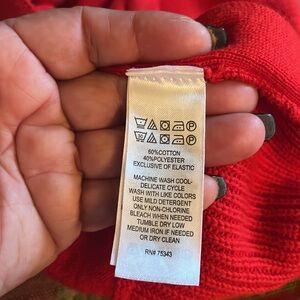 60%COTTON
40%POLYESTER
EXCLUSIVE OF ELASTIC
MACHINE WASH COOL-
DELICATE CYCLE
WASH WITH LIKE COLORS
USE MILD DETERGENT
ONLY NON-CHLORINE
BLEACH WHEN NEEDED
TUMBLE DRY LOW
MEDIUM IRON IF NEEDED
OR DRY CLEAN
RN# 75343